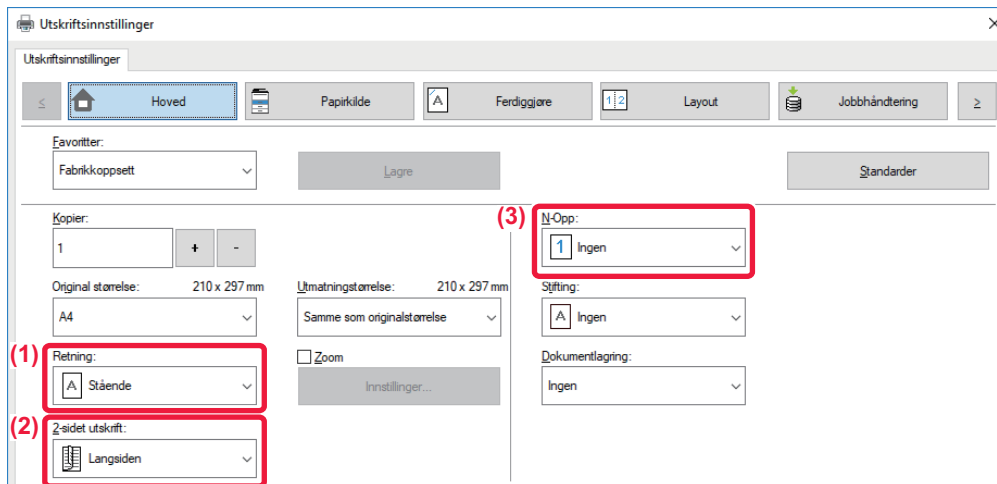 Utskriftsinnstillinger
Utskriftsinnstillinger
< Hoved Papirkilde A Ferdiggjøre 1 2 Layout Jobbhåndtering >
Favoritter:
Fabrikkoppsett Lagre Standarder
Kopier: (3) N-Opp:
1 + - 1 Ingen
Original størrelse: 210 x 297 mm Utmatningstørrelse: 210 x 297 mm Stifting:
A4 Samme som originalstørrelse A Ingen
(1) Retning: Zoom Dokumentlagring:
A Stående Innstillinger... Ingen
(2) 2-sidet utskrift:
Langsiden